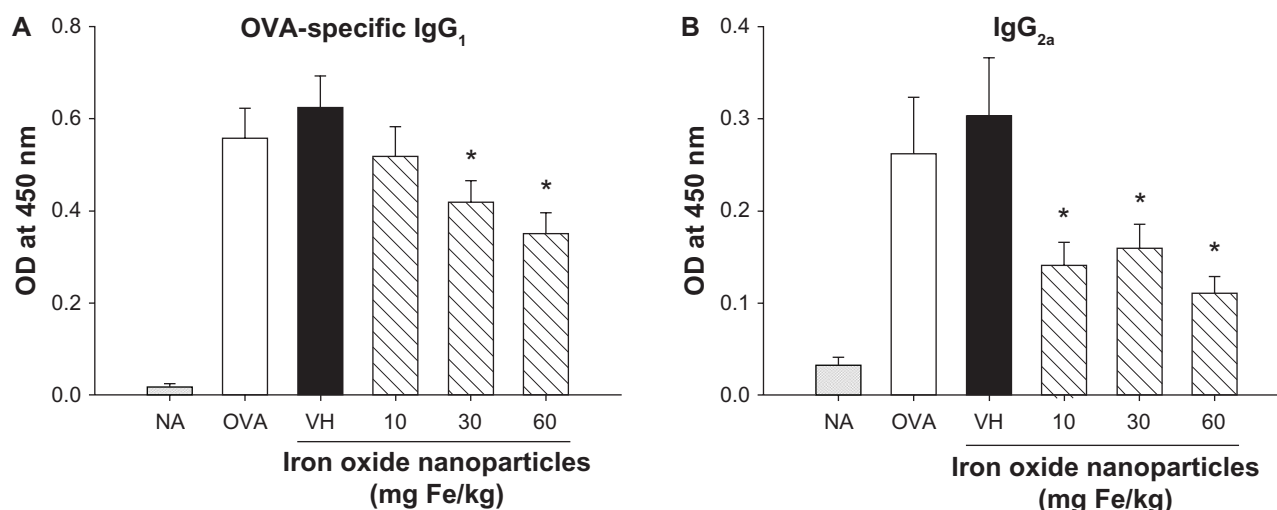 A
OVA-specific IgG1
OD at 450 nm
0.8
0.6
0.4
0.2
0.0
*
*
NA OVA VH 10 30 60
Iron oxide nanoparticles
(mg Fe/kg)
B
IgG2a
OD at 450 nm
0.4
0.3
0.2
0.1
0.0
*
*
*
NA OVA VH 10 30 60
Iron oxide nanoparticles
(mg Fe/kg)